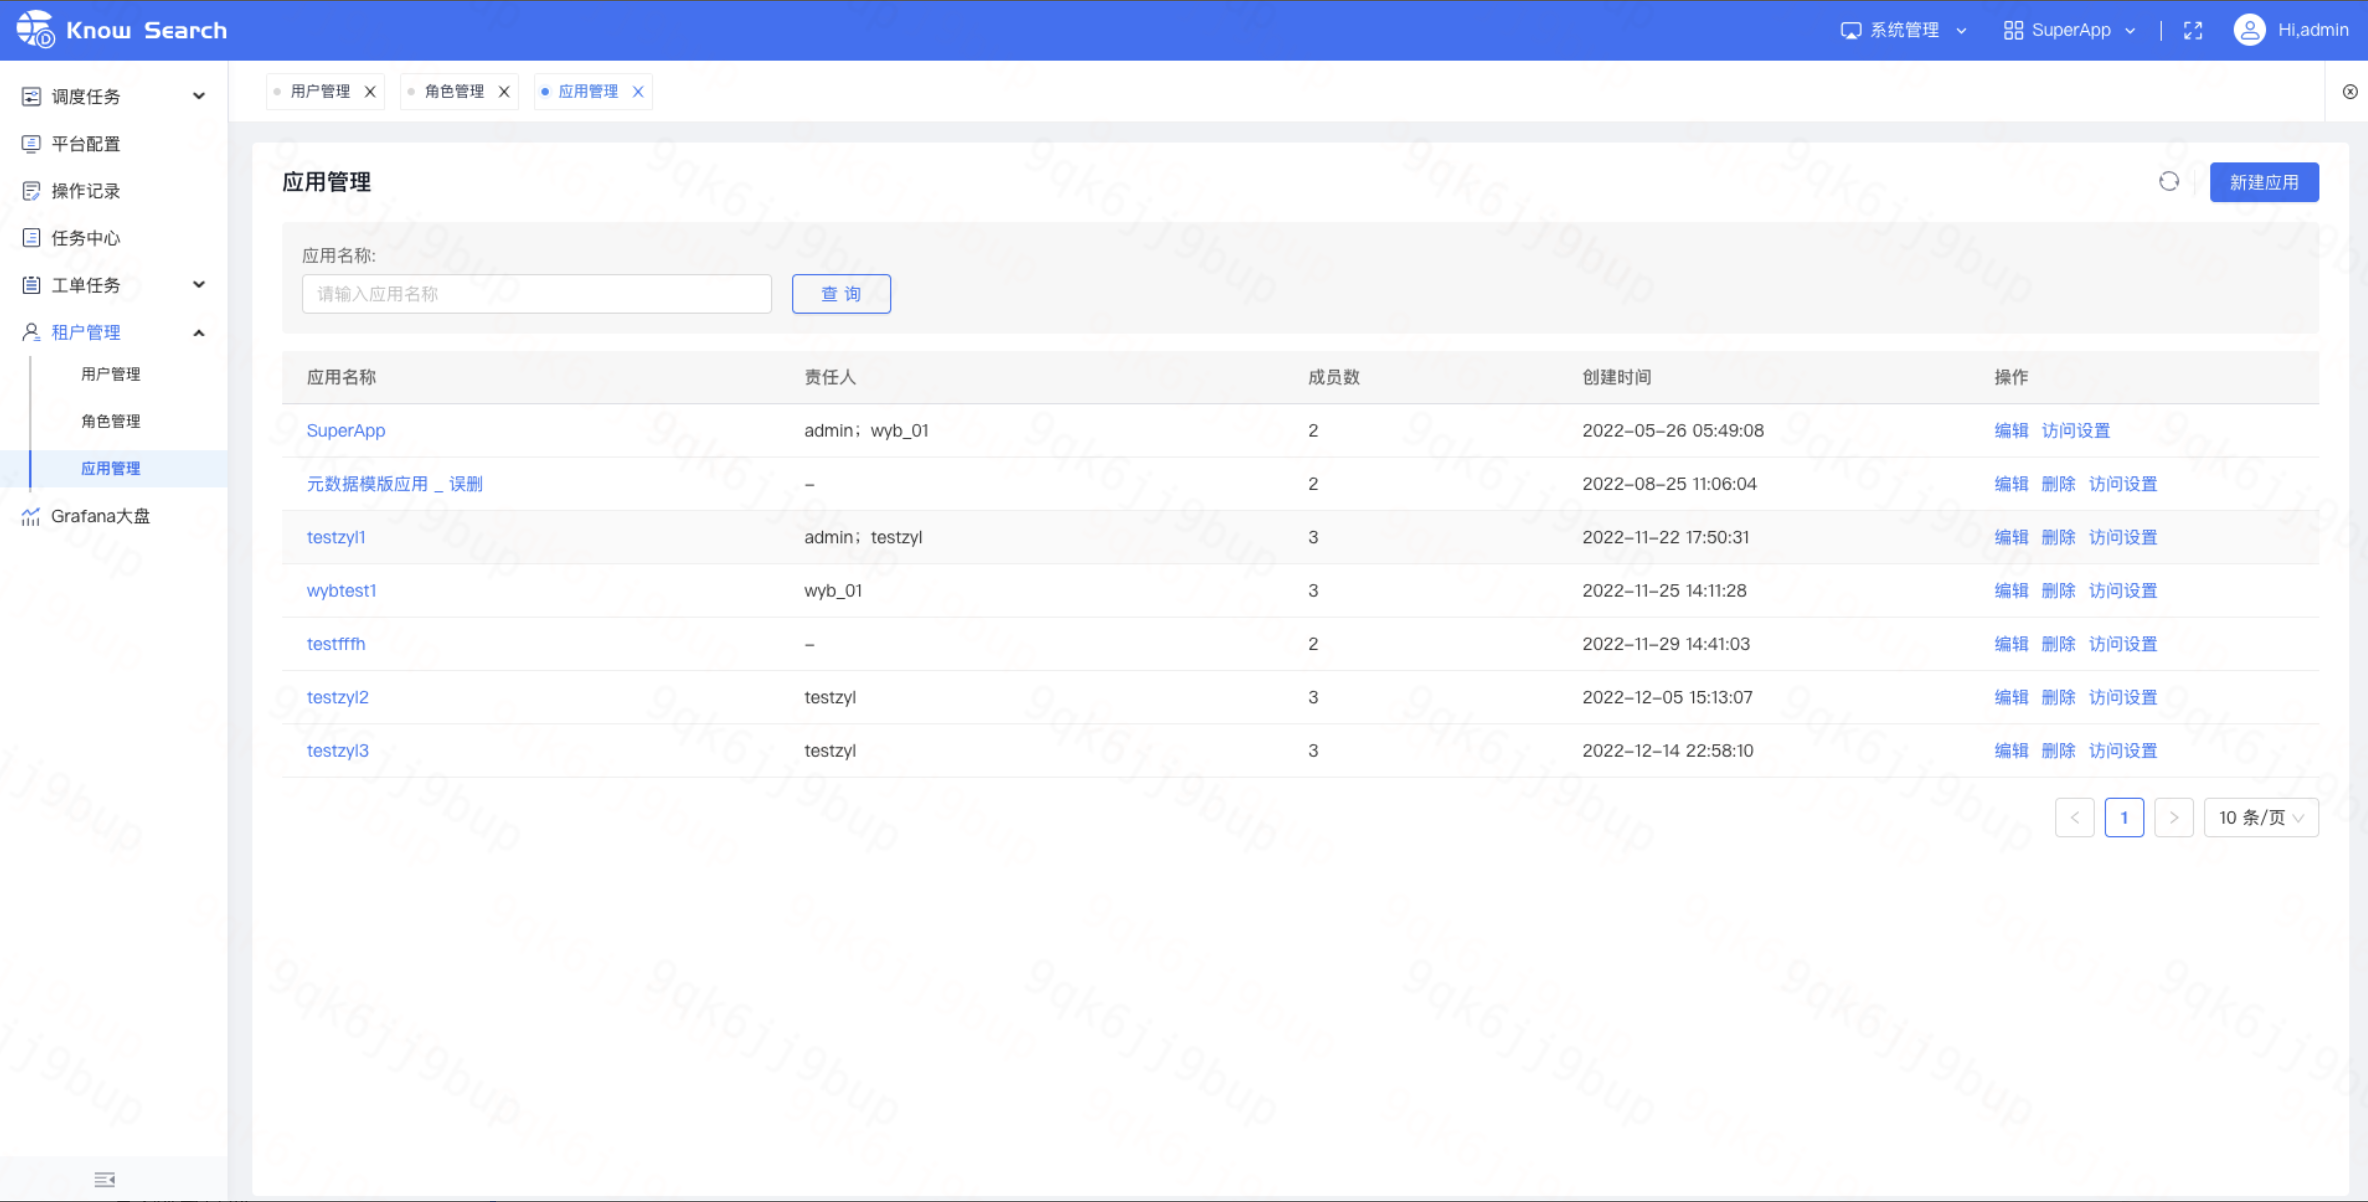 Know Search
系统管理
SuperApp
Hi,admin
调度任务
平台配置
操作记录
任务中心
工单任务
租户管理
用户管理
角色管理
应用管理
Grafana大盘
用户管理
角色管理
应用管理
应用管理
新建应用
应用名称:
请输入应用名称
查 询
应用名称 责任人 成员数 创建时间 操作
SuperApp admin；wyb_01 2 2022-05-26 05:49:08 编辑 访问设置
元数据模版应用 _ 误删 - 2 2022-08-25 11:06:04 编辑 删除 访问设置
testzyl1 admin；testzyl 3 2022-11-22 17:50:31 编辑 删除 访问设置
wybtest1 wyb_01 3 2022-11-25 14:11:28 编辑 删除 访问设置
testfffh - 2 2022-11-29 14:41:03 编辑 删除 访问设置
testzyl2 testzyl 3 2022-12-05 15:13:07 编辑 删除 访问设置
testzyl3 testzyl 3 2022-12-14 22:58:10 编辑 删除 访问设置
< 1 > 10 条/页
9qk6jj9bup